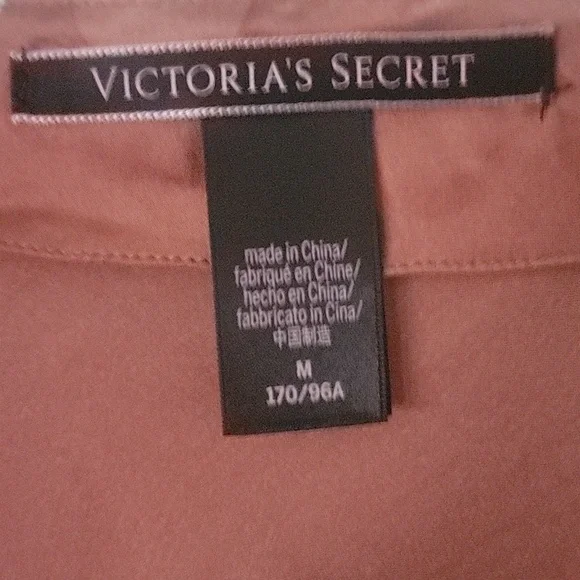 VICTORIA'S SECRET
made in China/
fabriqué en Chine/
hecho en China/
fabbricato in Cina/
中国制造
M
170/96A